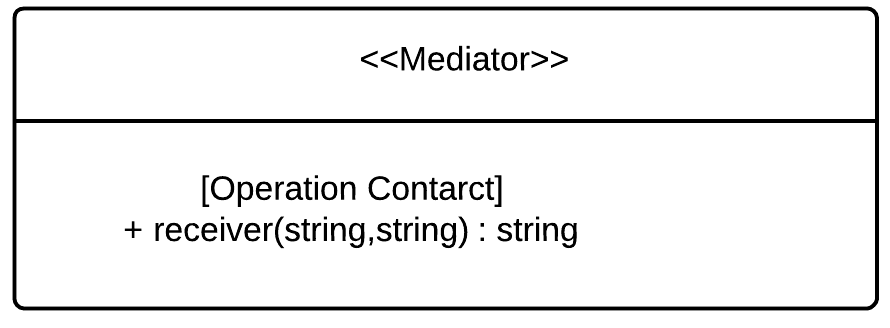 <<Mediator>>
[Operation Contarct]
+ receiver(string,string) : string